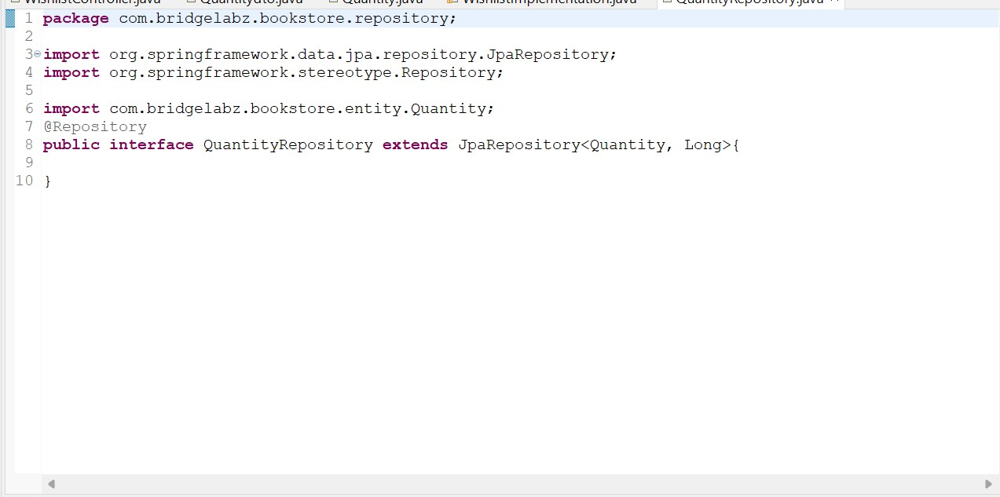 WishlistController.java Quantitydto.java Quantity.java WishlistImplementation.java QuantityRepository.java
1 package com.bridgelabz.bookstore.repository;
2
3 import org.springframework.data.jpa.repository.JpaRepository;
4 import org.springframework.stereotype.Repository;
5
6 import com.bridgelabz.bookstore.entity.Quantity;
7 @Repository
8 public interface QuantityRepository extends JpaRepository<Quantity, Long>{
9
10 }